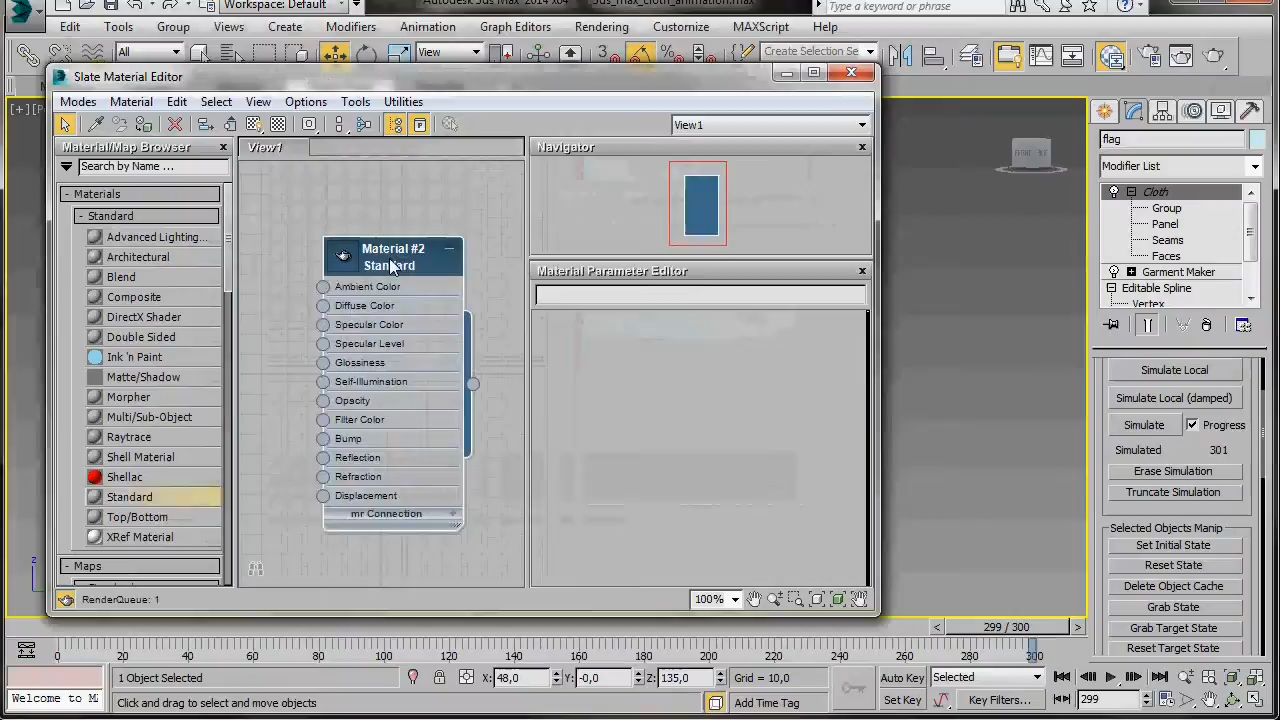 Workspace: Default
Autodesk 3ds Max 2014 x64
3ds_max_cloth_animation.max
Type a keyword or phrase
Edit Tools Group Views Create Modifiers Animation Graph Editors Rendering Customize MAXScript Help
All View 3 Create Selection Se
Slate Material Editor
Modes Material Edit Select View Options Tools Utilities
View1
Material/Map Browser View1 Navigator
Search by Name ...
- Materials
- Standard
Advanced Lighting...
Architectural
Blend
Composite
DirectX Shader
Double Sided
Ink 'n Paint
Matte/Shadow
Morpher
Multi/Sub-Object
Raytrace
Shell Material
Shellac
Standard
Top/Bottom
XRef Material
- Maps
Material #2
Standard
Ambient Color
Diffuse Color
Specular Color
Specular Level
Glossiness
Self-Illumination
Opacity
Filter Color
Bump
Reflection
Refraction
Displacement
mr Connection +
Material Parameter Editor
RenderQueue: 1
100%
flag
Modifier List
Cloth
Group
Panel
Seams
Faces
Garment Maker
Editable Spline
Vertex
Simulate Local
Simulate Local (damped)
Simulate Progress
Simulated 301
Erase Simulation
Truncate Simulation
Selected Objects Manip
Set Initial State
Reset State
Delete Object Cache
Grab State
Grab Target State
Reset Target State
z
< 299 / 300 >
0 20 40 60 80 100 120 140 160 180 200 220 240 260 280 300
1 Object Selected X: 48,0 Y: -0,0 Z: 135,0 Grid = 10,0 Auto Key Selected
Welcome to M Click and drag to select and move objects Add Time Tag Set Key Key Filters... 299